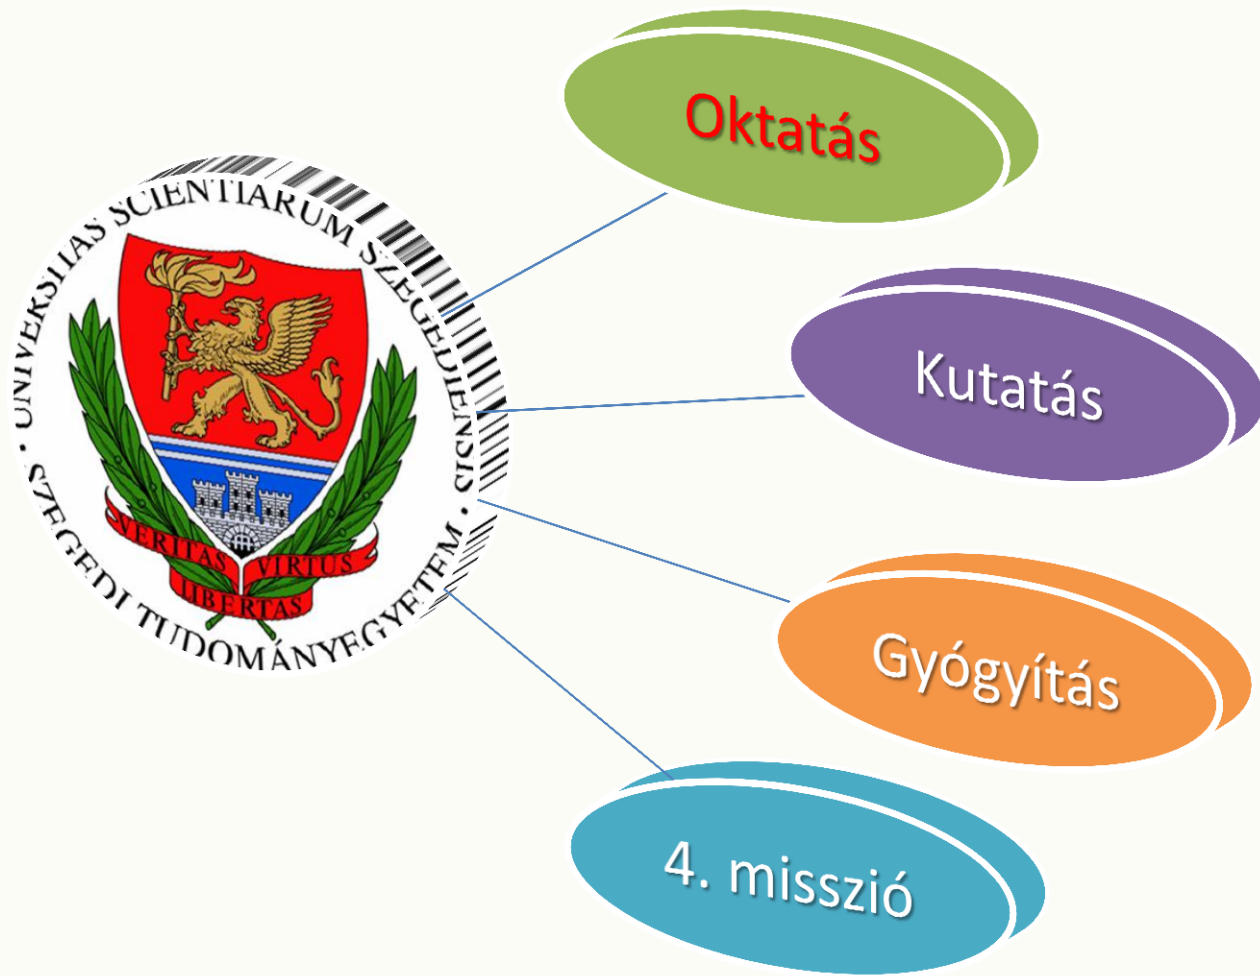 · UNIVERSITAS SCIENTIARUM SZEGEDIENSIS ·
SZEGEDI TUDOMÁNYEGYETEM
VERITAS VIRTUS
LIBERTAS
Oktatás
Kutatás
Gyógyítás
4. misszió